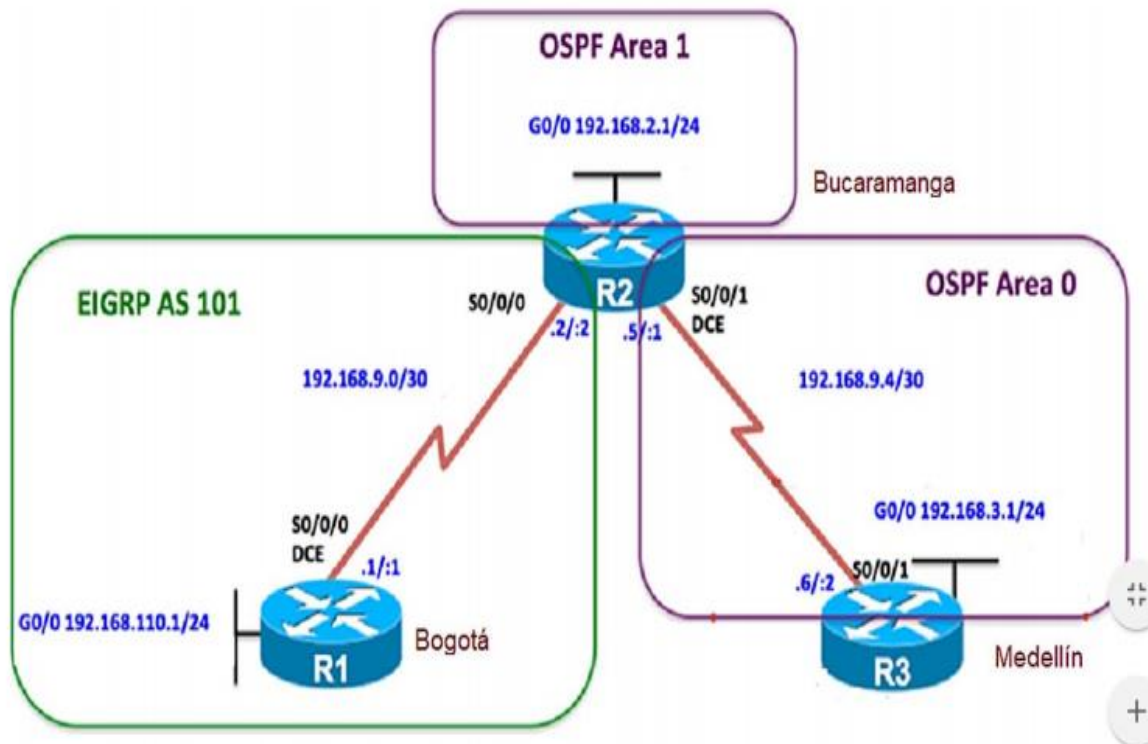 OSPF Area 1
G0/0 192.168.2.1/24
Bucaramanga
EIGRP AS 101
S0/0/0
R2
S0/0/1
DCE
OSPF Area 0
.2/:2
.5/:1
192.168.9.0/30
192.168.9.4/30
S0/0/0
DCE
.1/:1
G0/0 192.168.3.1/24
.6/:2
S0/0/1
G0/0 192.168.110.1/24
R1
Bogotá
R3
Medellín